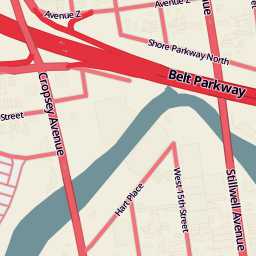 Avenue Z
Avenue Z
Shore Parkway North
Belt Parkway
Cropsey Avenue
Street
Hart Place
West 15th Street
Stillwell Avenue